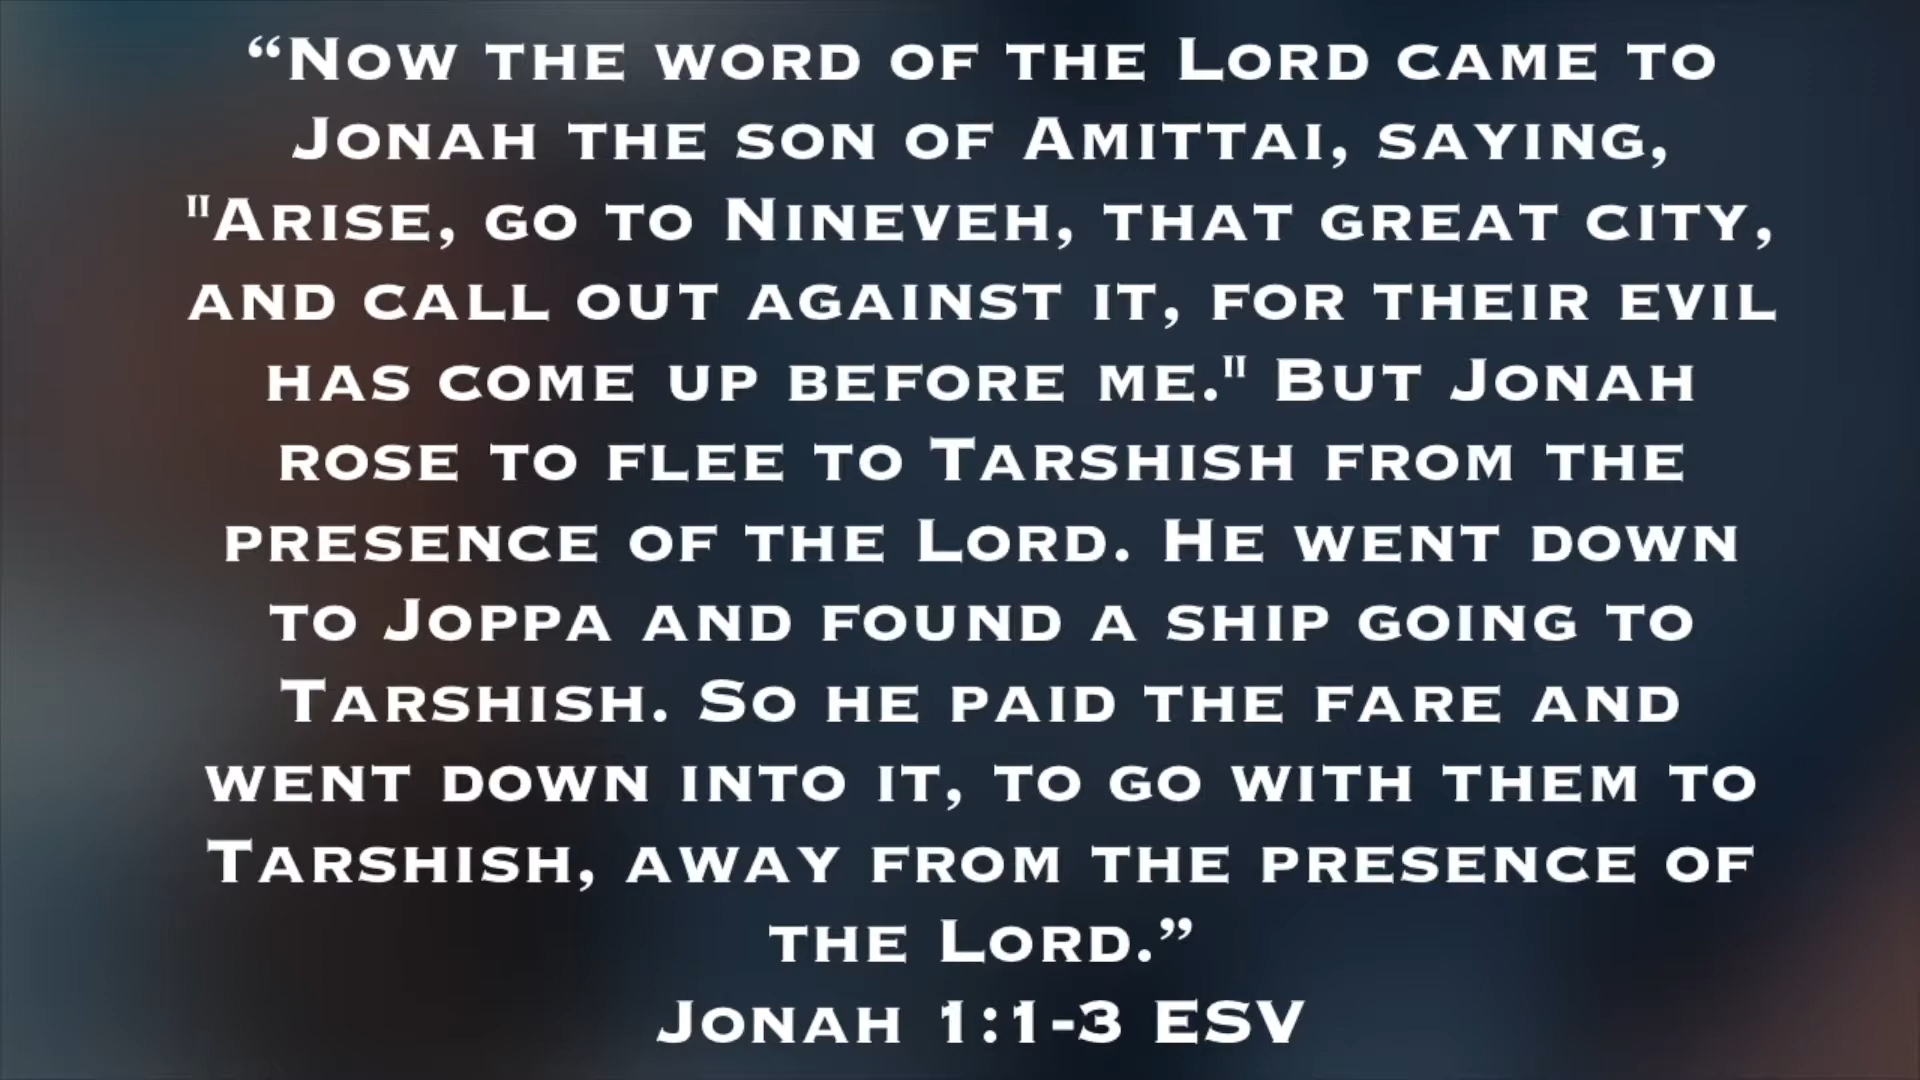 “Now the word of the Lord came to
Jonah the son of Amittai, saying,
"Arise, go to Nineveh, that great city,
and call out against it, for their evil
has come up before me." But Jonah
rose to flee to Tarshish from the
presence of the Lord. He went down
to Joppa and found a ship going to
Tarshish. So he paid the fare and
went down into it, to go with them to
Tarshish, away from the presence of
the Lord.”
Jonah 1:1-3 ESV